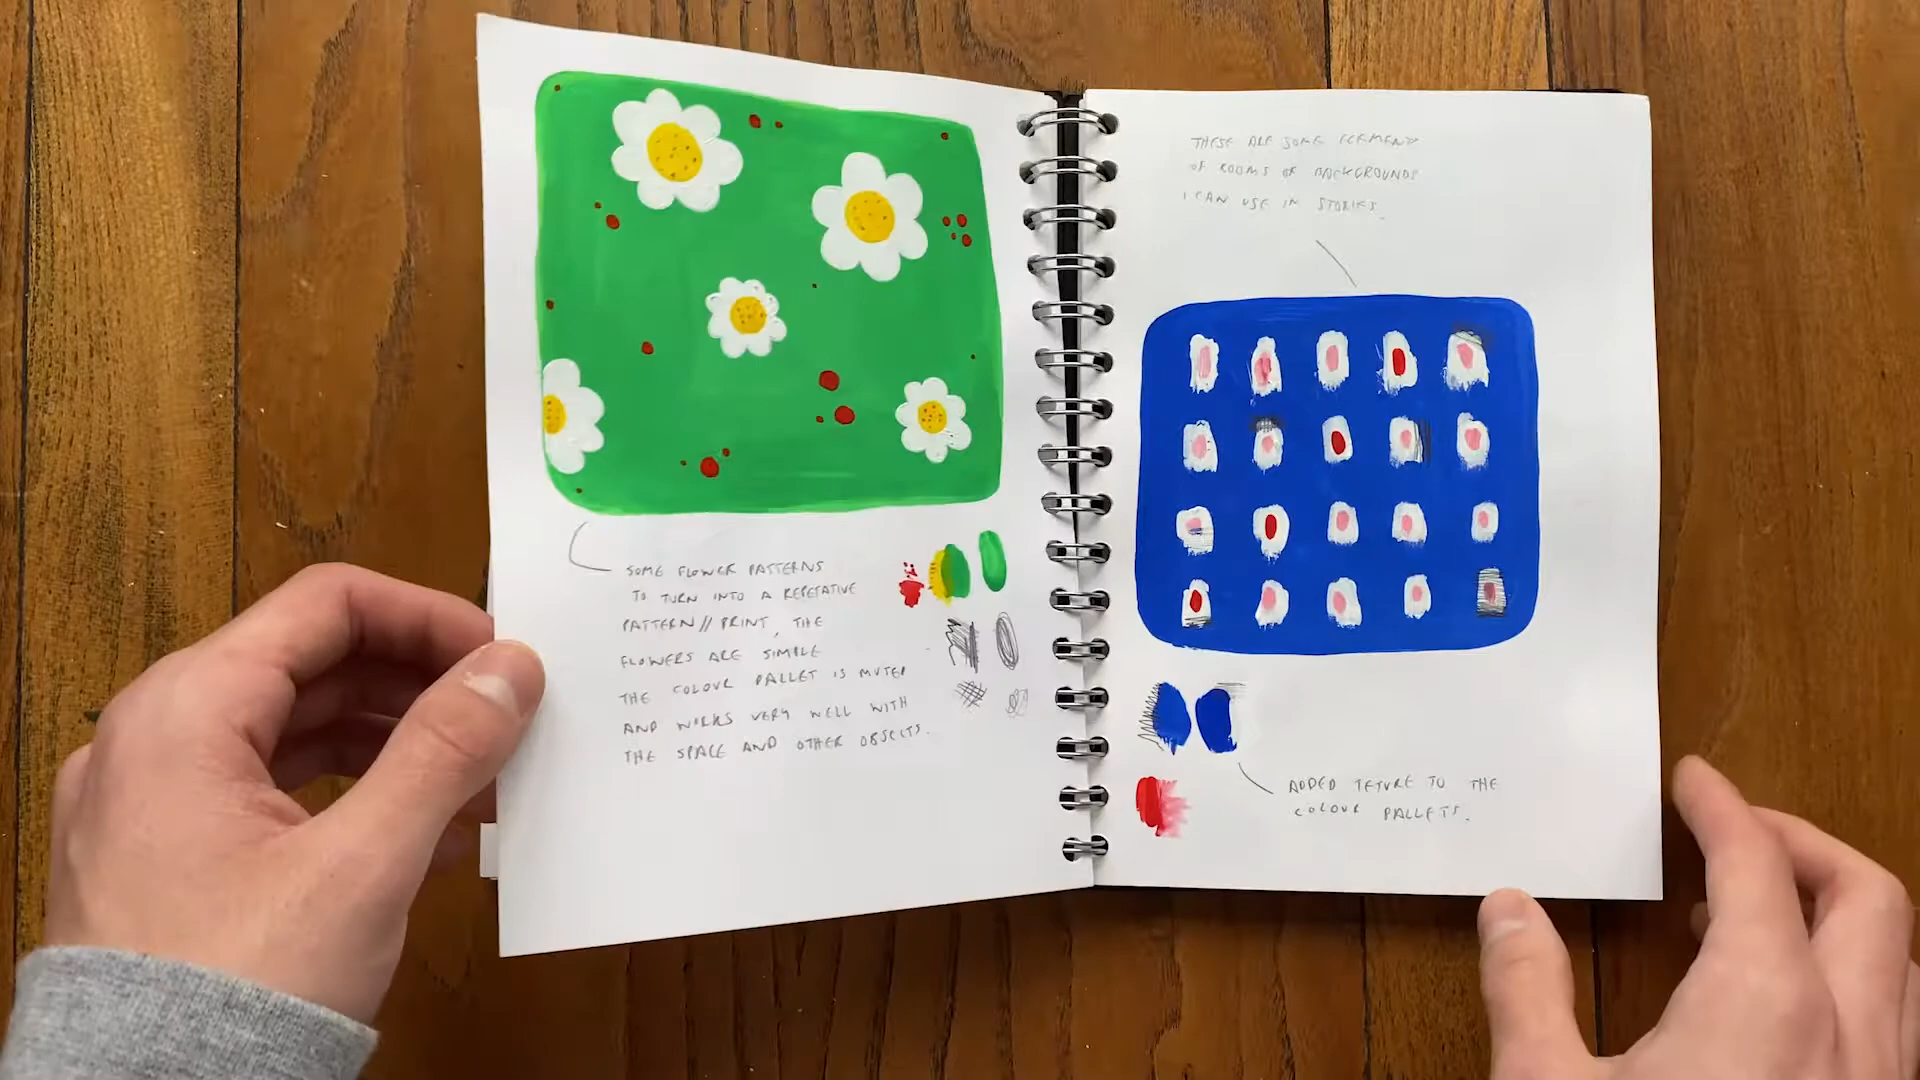 SOME FLOWER PATTERNS
TO TURN INTO A REPETATIVE
PATTERN // PRINT, THE
FLOWERS ARE SIMPLE
THE COLOUR PALLET IS MUTED
AND WORKS VERY WELL WITH
THE SPACE AND OTHER OBJECTS.
THESE ARE SOME ELEMENTS
OF ROOMS OF BACKGROUNDS
I CAN USE IN STORIES.
ADDED TETURE TO THE
COLOUR PALLETS.